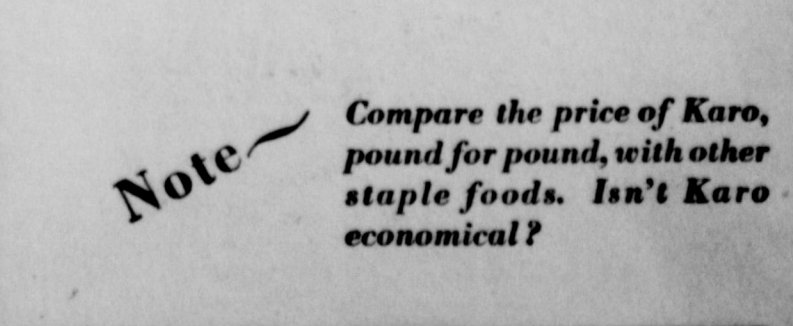 Note~
Compare the price of Karo,
pound for pound, with other
staple foods. Isn't Karo
economical?